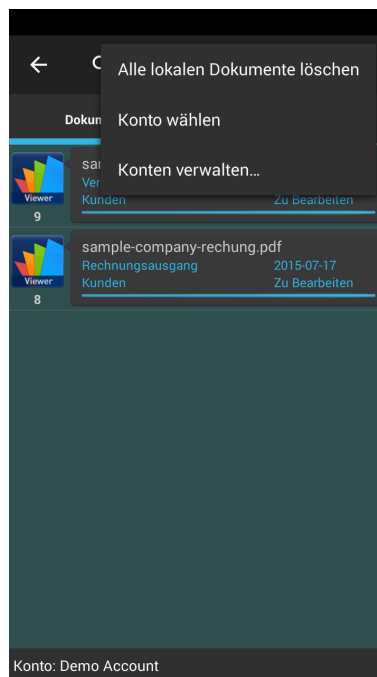 Alle lokalen Dokumente löschen
Dokum
Konto wählen
Konten verwalten...
sam
Ver
Kunden
Zu Bearbeiten
Viewer
9
sample-company-rechung.pdf
Rechnungsausgang
2015-07-17
Kunden
Zu Bearbeiten
Viewer
8
Konto: Demo Account